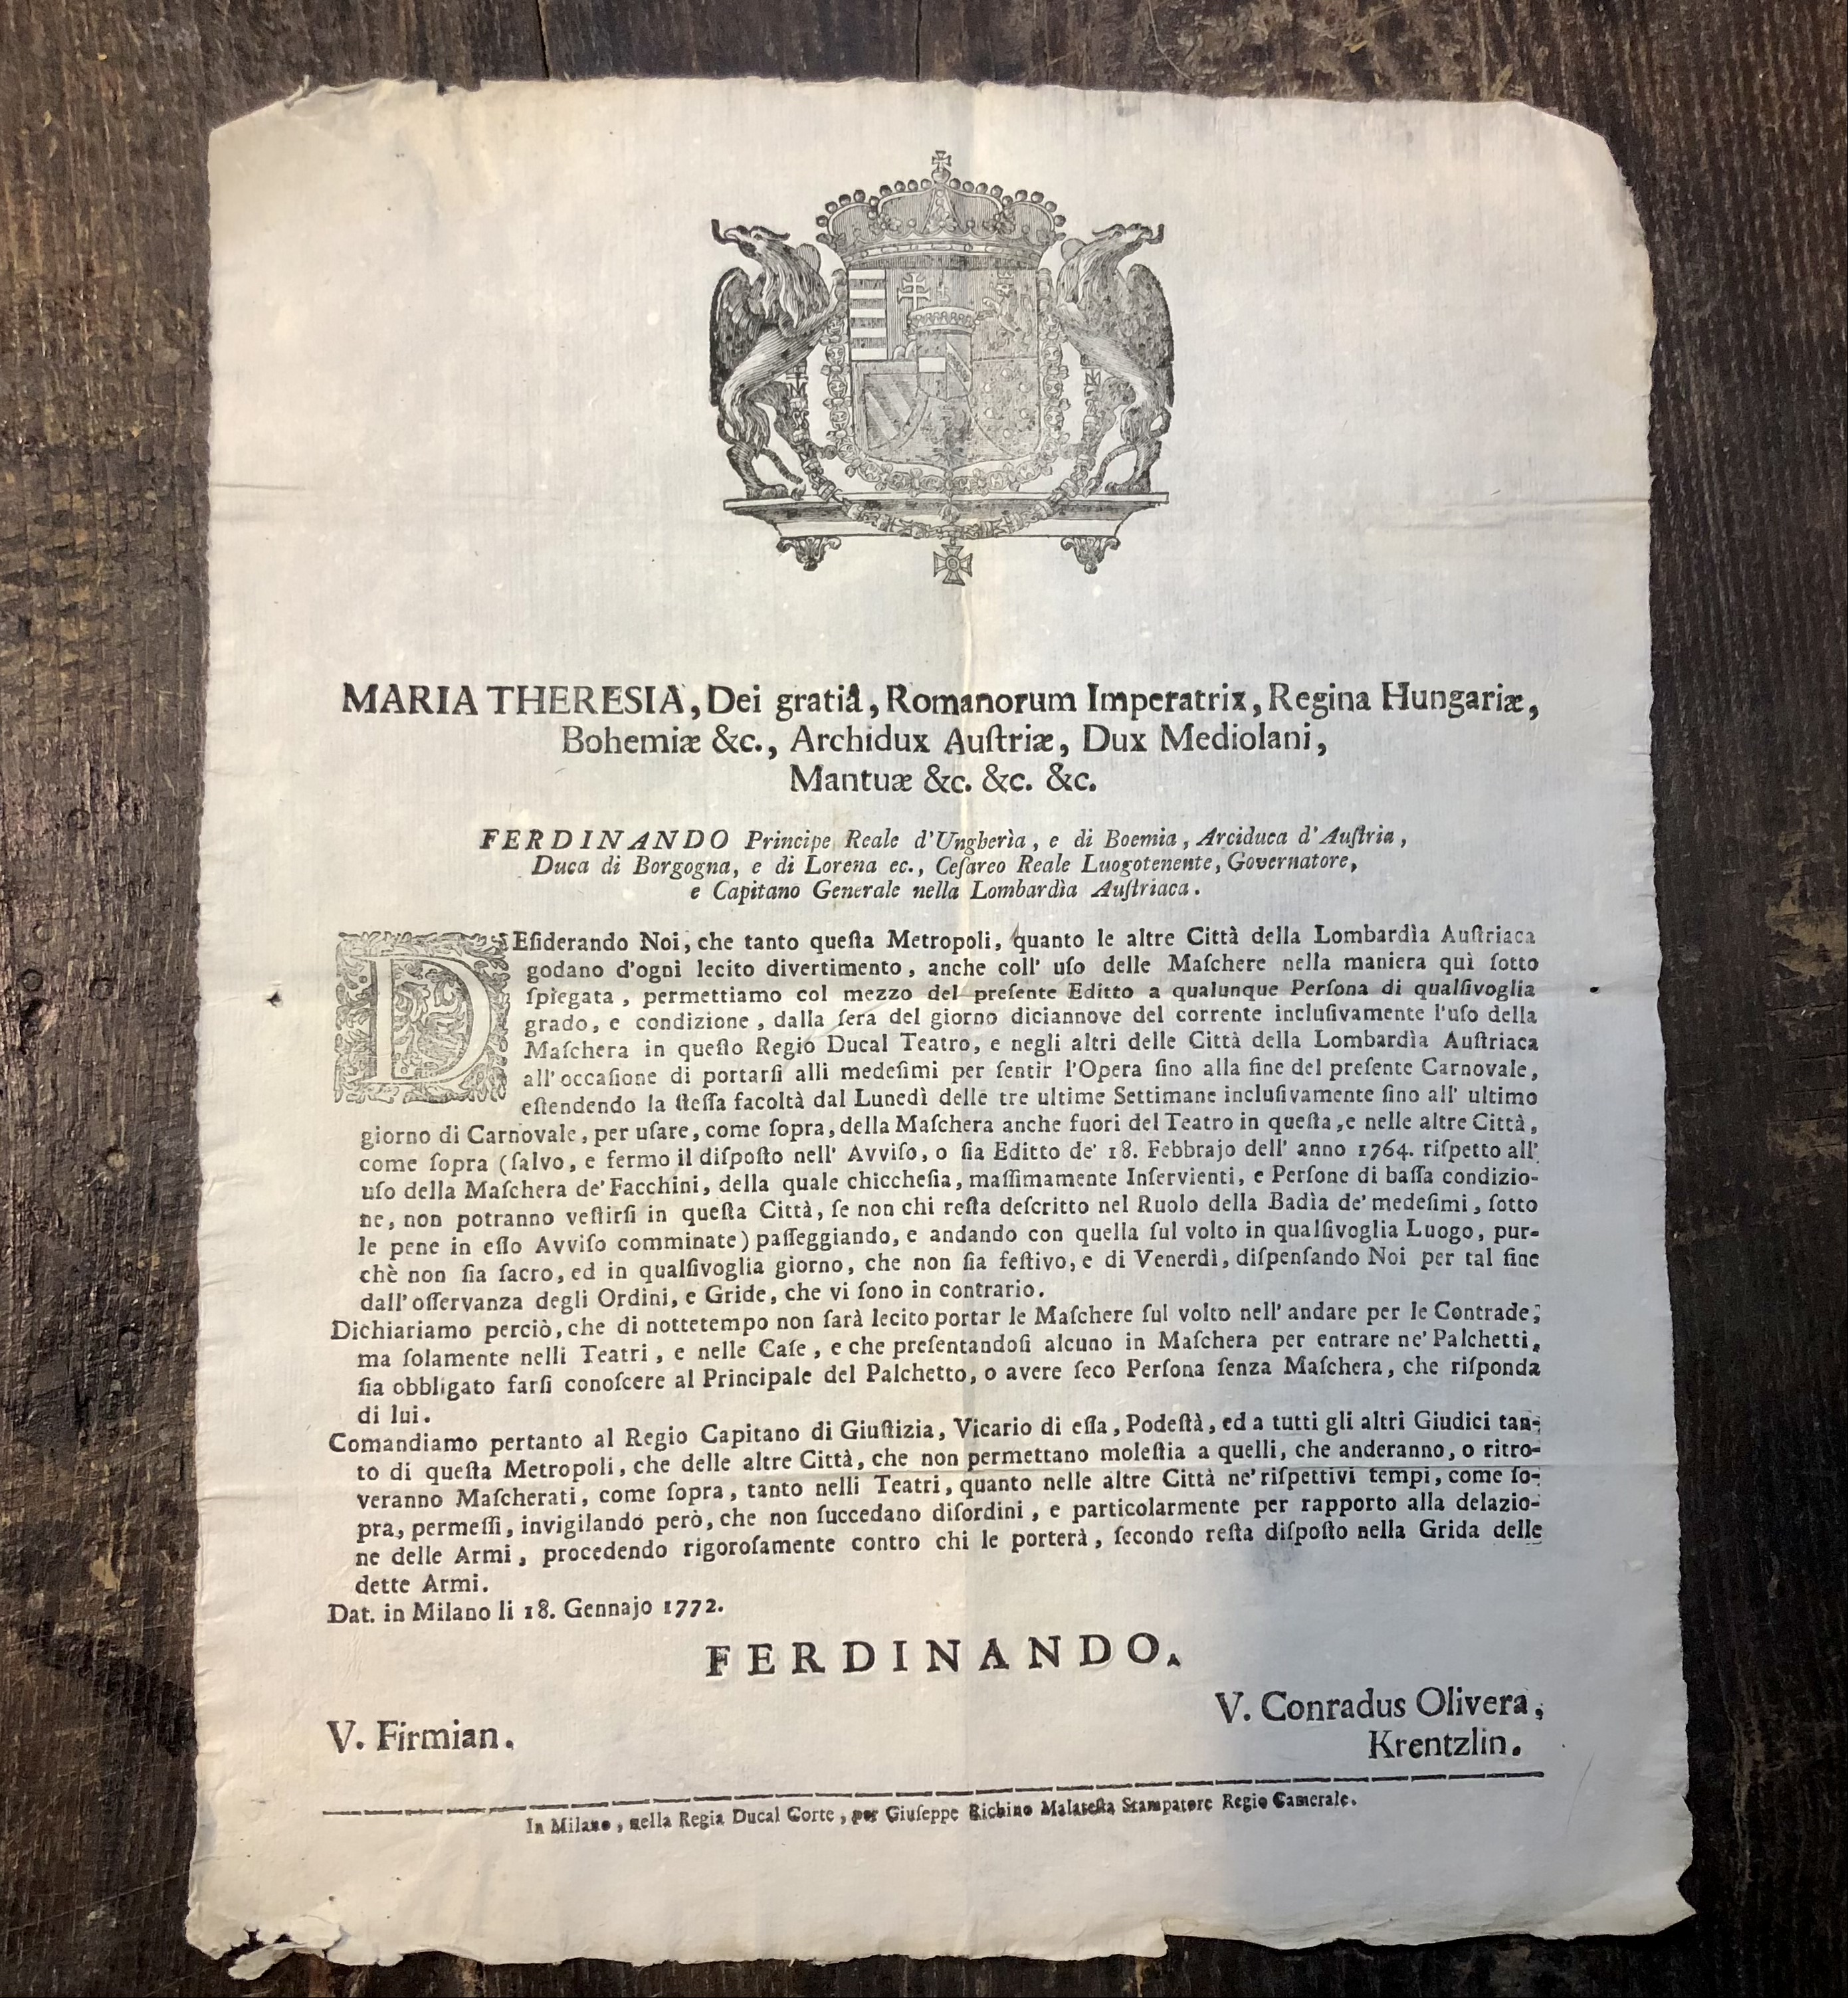 MARIA THERESIA, Dei gratiâ, Romanorum Imperatrix, Regina Hungariæ,
Bohemiæ &c., Archidux Auſtriæ, Dux Mediolani,
Mantuæ &c. &c. &c.
FERDINANDO Principe Reale d'Ungherìa, e di Boemia, Arciduca d'Auſtria,
Duca di Borgogna, e di Lorena ec., Ceſareo Reale Luogotenente, Governatore,
e Capitano Generale nella Lombardìa Auſtriaca.
DEſiderando Noi, che tanto queſta Metropoli, quanto le altre Città della Lombardìa Auſtriaca
godano d'ogni lecito divertimento, anche coll' uſo delle Maſchere nella maniera quì ſotto
ſpiegata, permettiamo col mezzo del preſente Editto a qualunque Perſona di qualſivoglia
grado, e condizione, dalla ſera del giorno diciannove del corrente incluſivamente l'uſo della
Maſchera in queſto Regio Ducal Teatro, e negli altri delle Città della Lombardìa Auſtriaca
all'occaſione di portarſi alli medeſimi per ſentir l'Opera ſino alla fine del preſente Carnovale,
eſtendendo la ſteſſa facoltà dal Lunedì delle tre ultime Settimane incluſivamente ſino all' ultimo
giorno di Carnovale, per uſare, come ſopra, della Maſchera anche fuori del Teatro in queſta, e nelle altre Città,
come ſopra (ſalvo, e fermo il diſpoſto nell' Avviſo, o ſia Editto de' 18. Febbrajo dell' anno 1764. riſpetto all'
uſo della Maſchera de' Facchini, della quale chiccheſia, maſſimamente Inſervienti, e Perſone di baſſa condizio-
ne, non potranno veſtirſi in queſta Città, ſe non chi reſta deſcritto nel Ruolo della Badìa de' medeſimi, ſotto
le pene in eſſo Avviſo comminate) paſſeggiando, e andando con quella ſul volto in qualſivoglia Luogo, pur-
chè non ſia ſacro, ed in qualſivoglia giorno, che non ſia feſtivo, e di Venerdì, diſpenſando Noi per tal fine
dall' oſſervanza degli Ordini, e Gride, che vi ſono in contrario.
Dichiariamo perciò, che di nottetempo non ſarà lecito portar le Maſchere ſul volto nell' andare per le Contrade;
ma ſolamente nelli Teatri, e nelle Caſe, e che preſentandoſi alcuno in Maſchera per entrare ne' Palchetti,
ſia obbligato farſi conoſcere al Principale del Palchetto, o avere ſeco Perſona ſenza Maſchera, che riſponda
di lui.
Comandiamo pertanto al Regio Capitano di Giuſtizia, Vicario di eſſa, Podeſtà, ed a tutti gli altri Giudici tan-
to di queſta Metropoli, che delle altre Città, che non permettano moleſtia a quelli, che anderanno, o ritro-
veranno Maſcherati, come ſopra, tanto nelli Teatri, quanto nelle altre Città ne' riſpettivi tempi, come ſo-
pra, permeſſi, invigilando però, che non ſuccedano diſordini, e particolarmente per rapporto alla delazio-
ne delle Armi, procedendo rigoroſamente contro chi le porterà, ſecondo reſta diſpoſto nella Grida delle
dette Armi.
Dat. in Milano li 18. Gennajo 1772.
FERDINANDO.
V. Conradus Olivera,
V. Firmian.
Krentzlin.
In Milano, nella Regia Ducal Corte, per Giuſeppe Richino Malateſta Stampatore Regio Camerale.